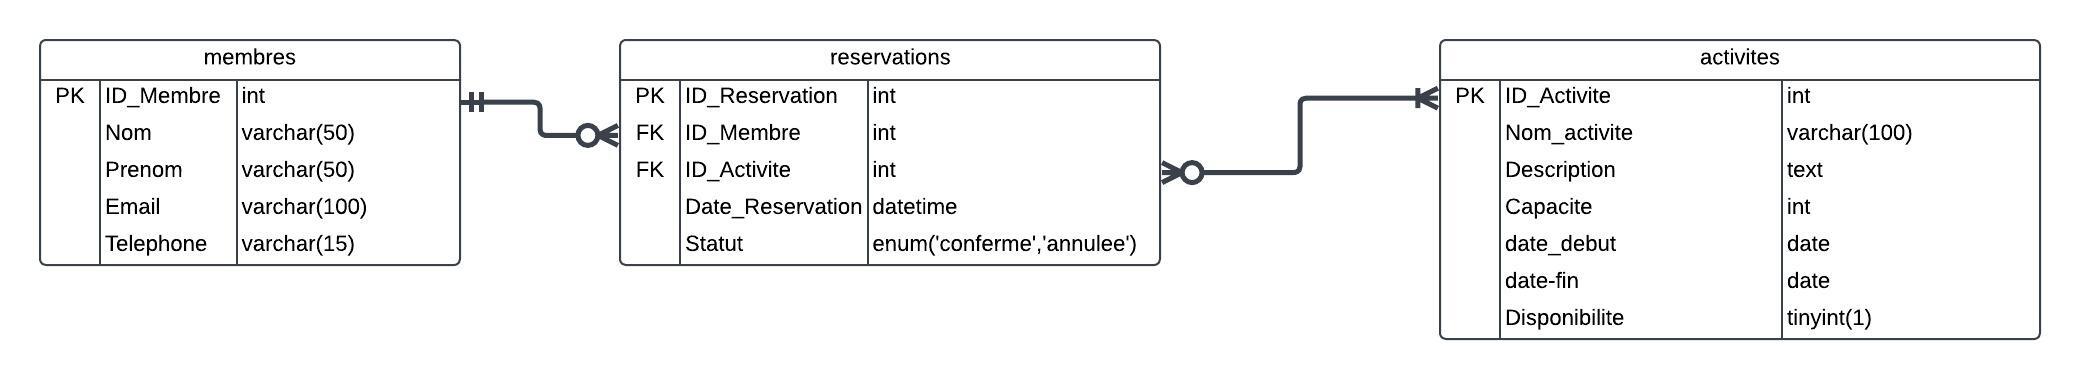 membres
PK ID_Membre int
Nom varchar(50)
Prenom varchar(50)
Email varchar(100)
Telephone varchar(15)
reservations
PK ID_Reservation int
FK ID_Membre int
FK ID_Activite int
Date_Reservation datetime
Statut enum('conferme','annulee')
activites
PK ID_Activite int
Nom_activite varchar(100)
Description text
Capacite int
date_debut date
date-fin date
Disponibilite tinyint(1)